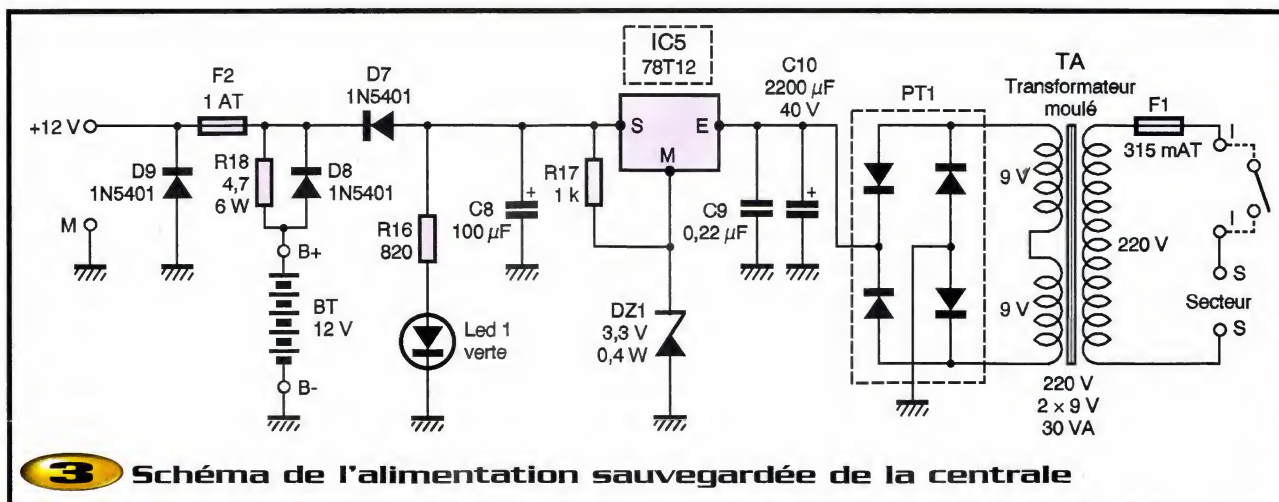 IC5
78T12
F2
1 AT
D7
1N5401
C10
2200 µF
40 V
PT1
TA
Transformateur
moulé
F1
315 mAT
+12 V
S
E
M
D9
1N5401
R18
4,7
6 W
D8
1N5401
R17
1 k
9 V
I
I
M
B+
R16
820
C8
100 µF
+
C9
0,22 µF
+
220 V
S
Secteur
S
BT
12 V
Led 1
verte
DZ1
3,3 V
0,4 W
9 V
B-
220 V
2 × 9 V
30 VA
3 Schéma de l'alimentation sauvegardée de la centrale